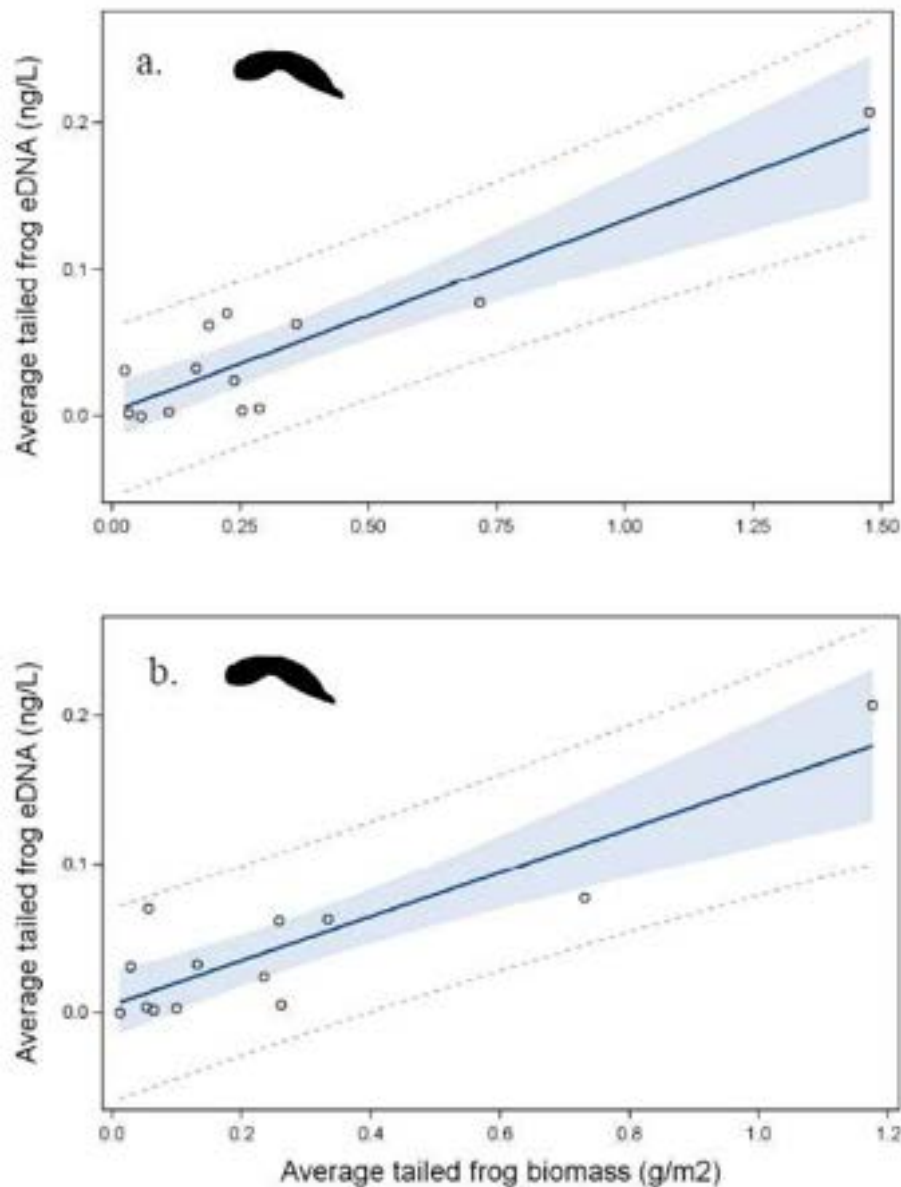 Average tailed frog eDNA (ng/L)
a.
0.2
0.1
0.0
0.00 0.25 0.50 0.75 1.00 1.25 1.50
Average tailed frog eDNA (ng/L)
b.
0.2
0.1
0.0
0.0 0.2 0.4 0.6 0.8 1.0 1.2
Average tailed frog biomass (g/m2)